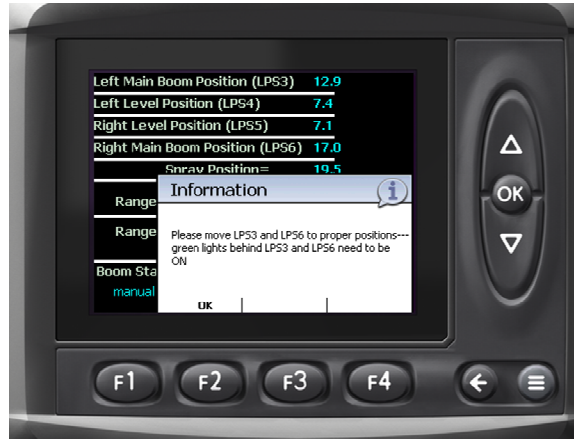 Left Main Boom Position (LPS3) 12.9
Left Level Position (LPS4) 7.4
Right Level Position (LPS5) 7.1
Right Main Boom Position (LPS6) 17.0
Spray Position= 19.5
Information
Range
Range
Please move LPS3 and LPS6 to proper positions---
green lights behind LPS3 and LPS6 need to be
ON
Boom Sta
manual
OK
OK
F1 F2 F3 F4